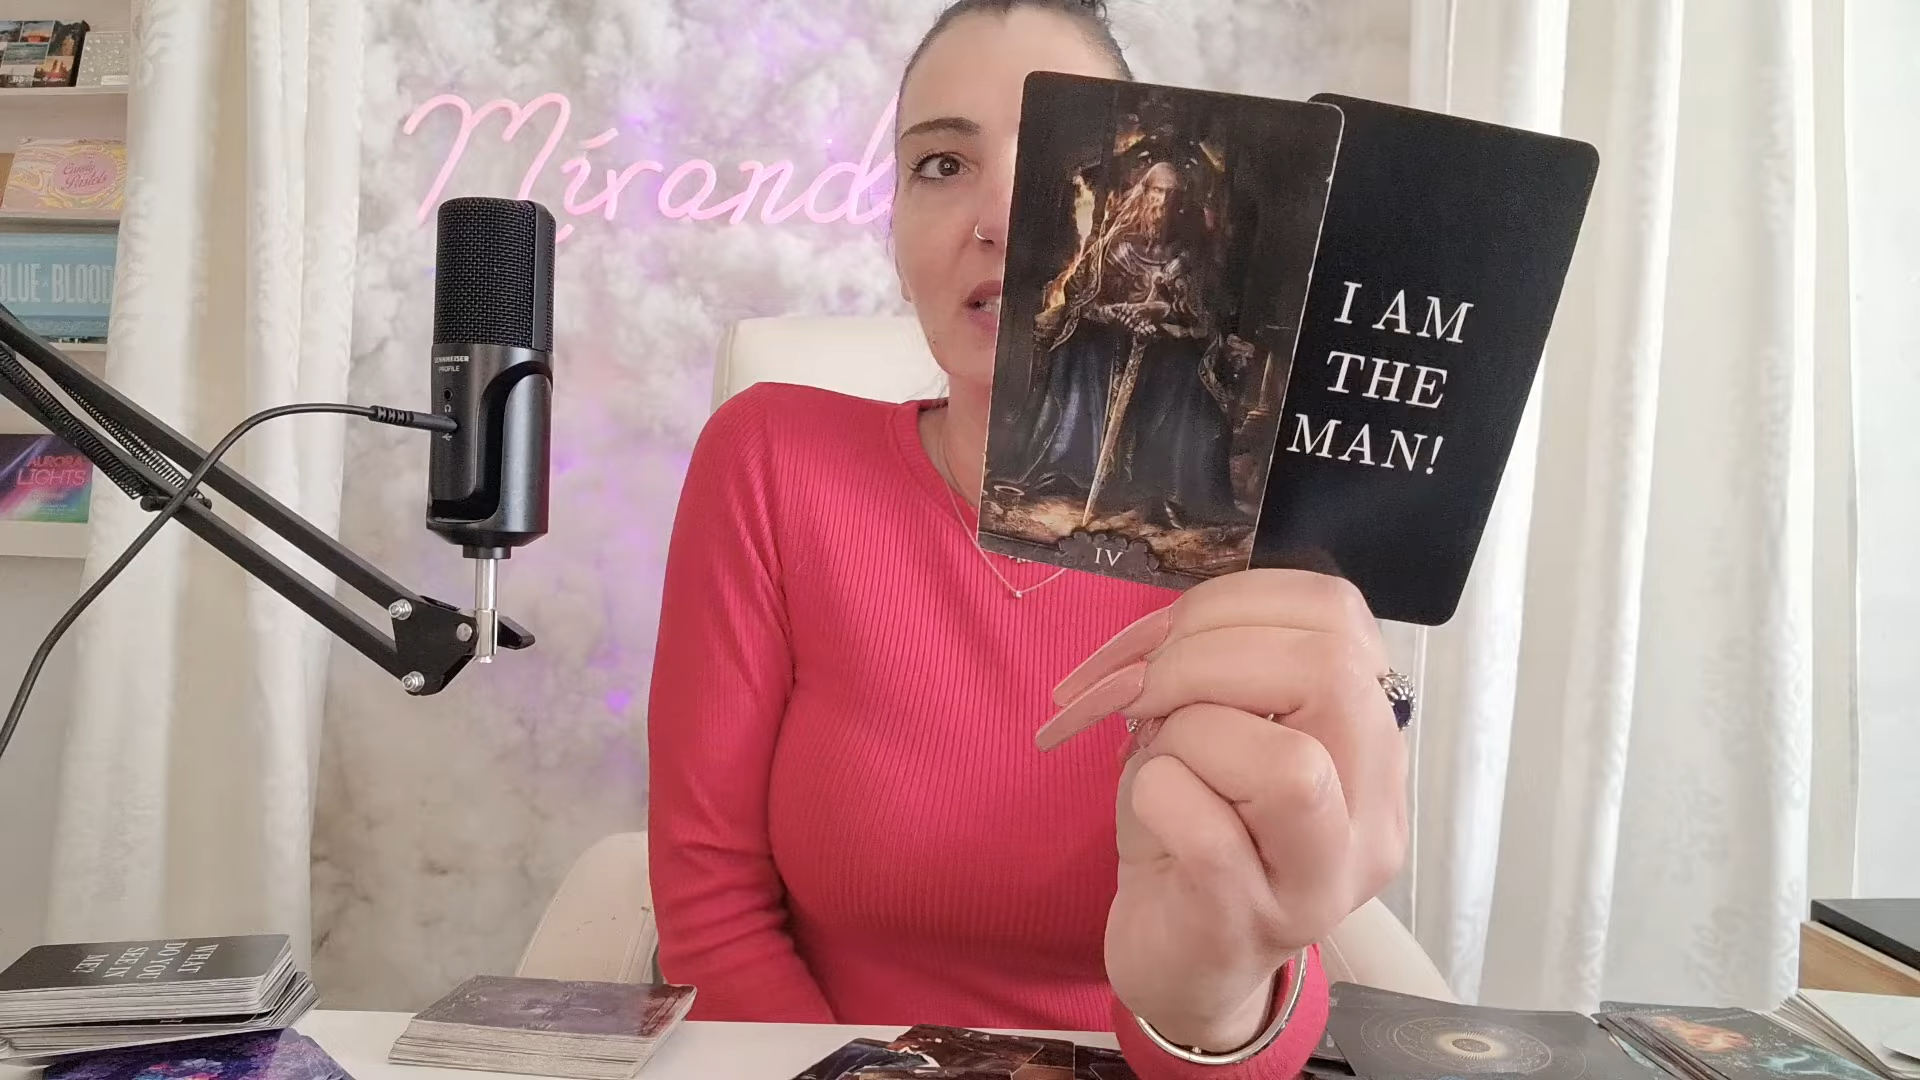 Mirand
BLUE BLOOD
AURORA
LIGHTS
SENNHEISER
PROFILE
IV
I AM
THE
MAN!
WHAT
DO YOU
SEE IN
ME?